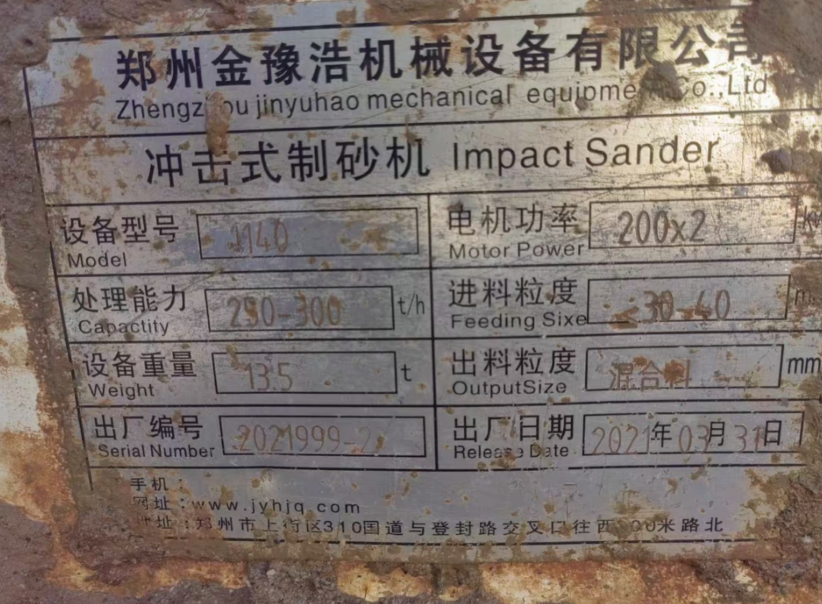 郑州金豫浩机械设备有限公司
Zhengzhou jinyuhao mechanical equipment Co.,Ltd
冲击式制砂机 Impact Sander
设备型号 Model 1140 电机功率 Motor Power 200x2
处理能力 Capactity 250-300 t/h 进料粒度 Feeding Sixe ≤30-40
设备重量 Weight 13.5 t 出料粒度 OutputSize 混合料 mm
出厂编号 Serial Number 2021999-2 出厂日期 Release Date 2021年03月31日
手机:
网址:www.jyhjq.com
地址:郑州市上街区310国道与登封路交叉口往西 米路北